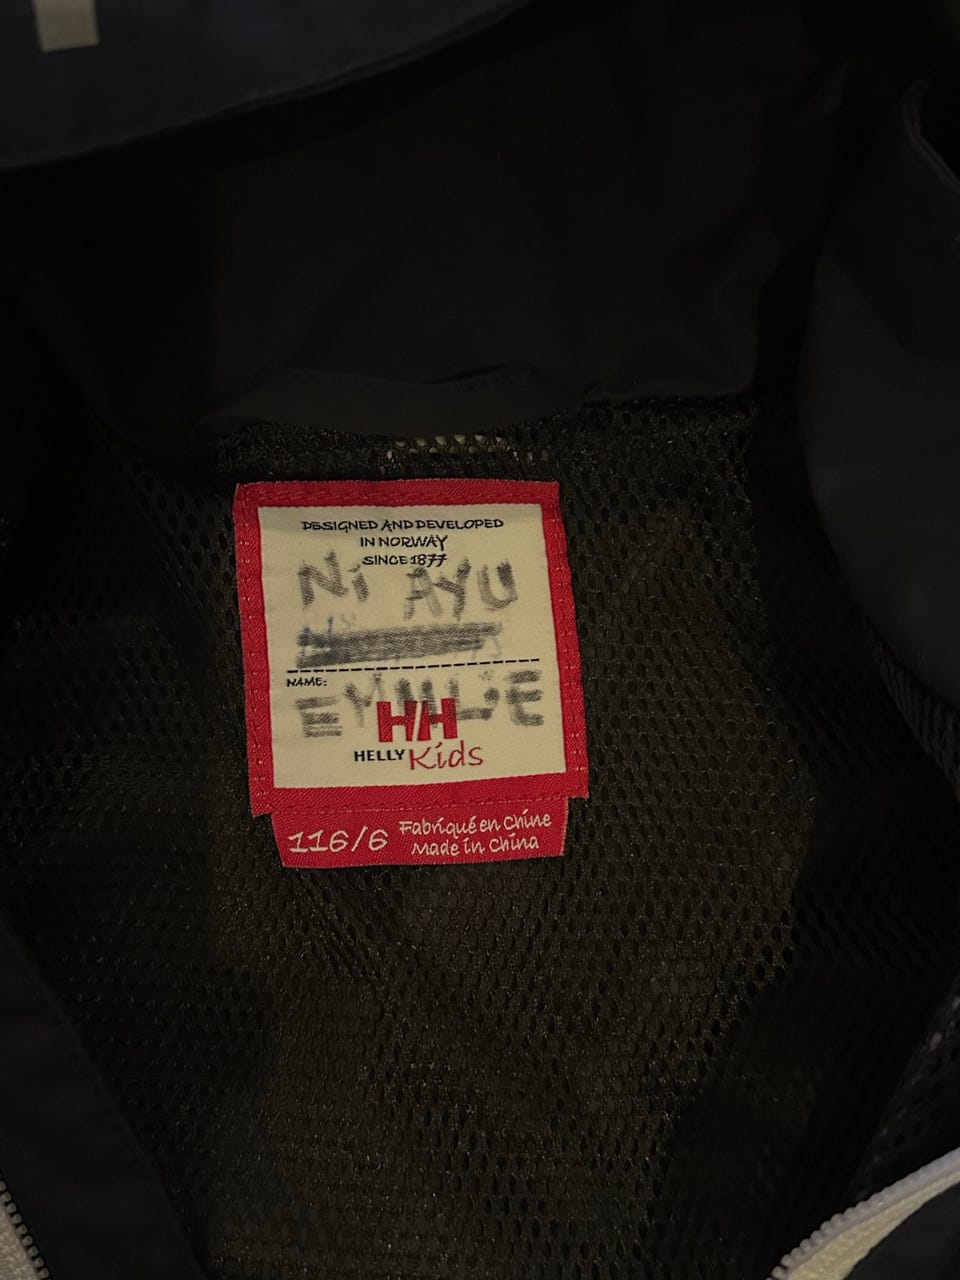 DESIGNED AND DEVELOPED
IN NORWAY
SINCE 1877
Ni AYU
NAME:
EMILIE
H/H
HELLY Kids
116/6 Fabriqué en Chine
Made in China